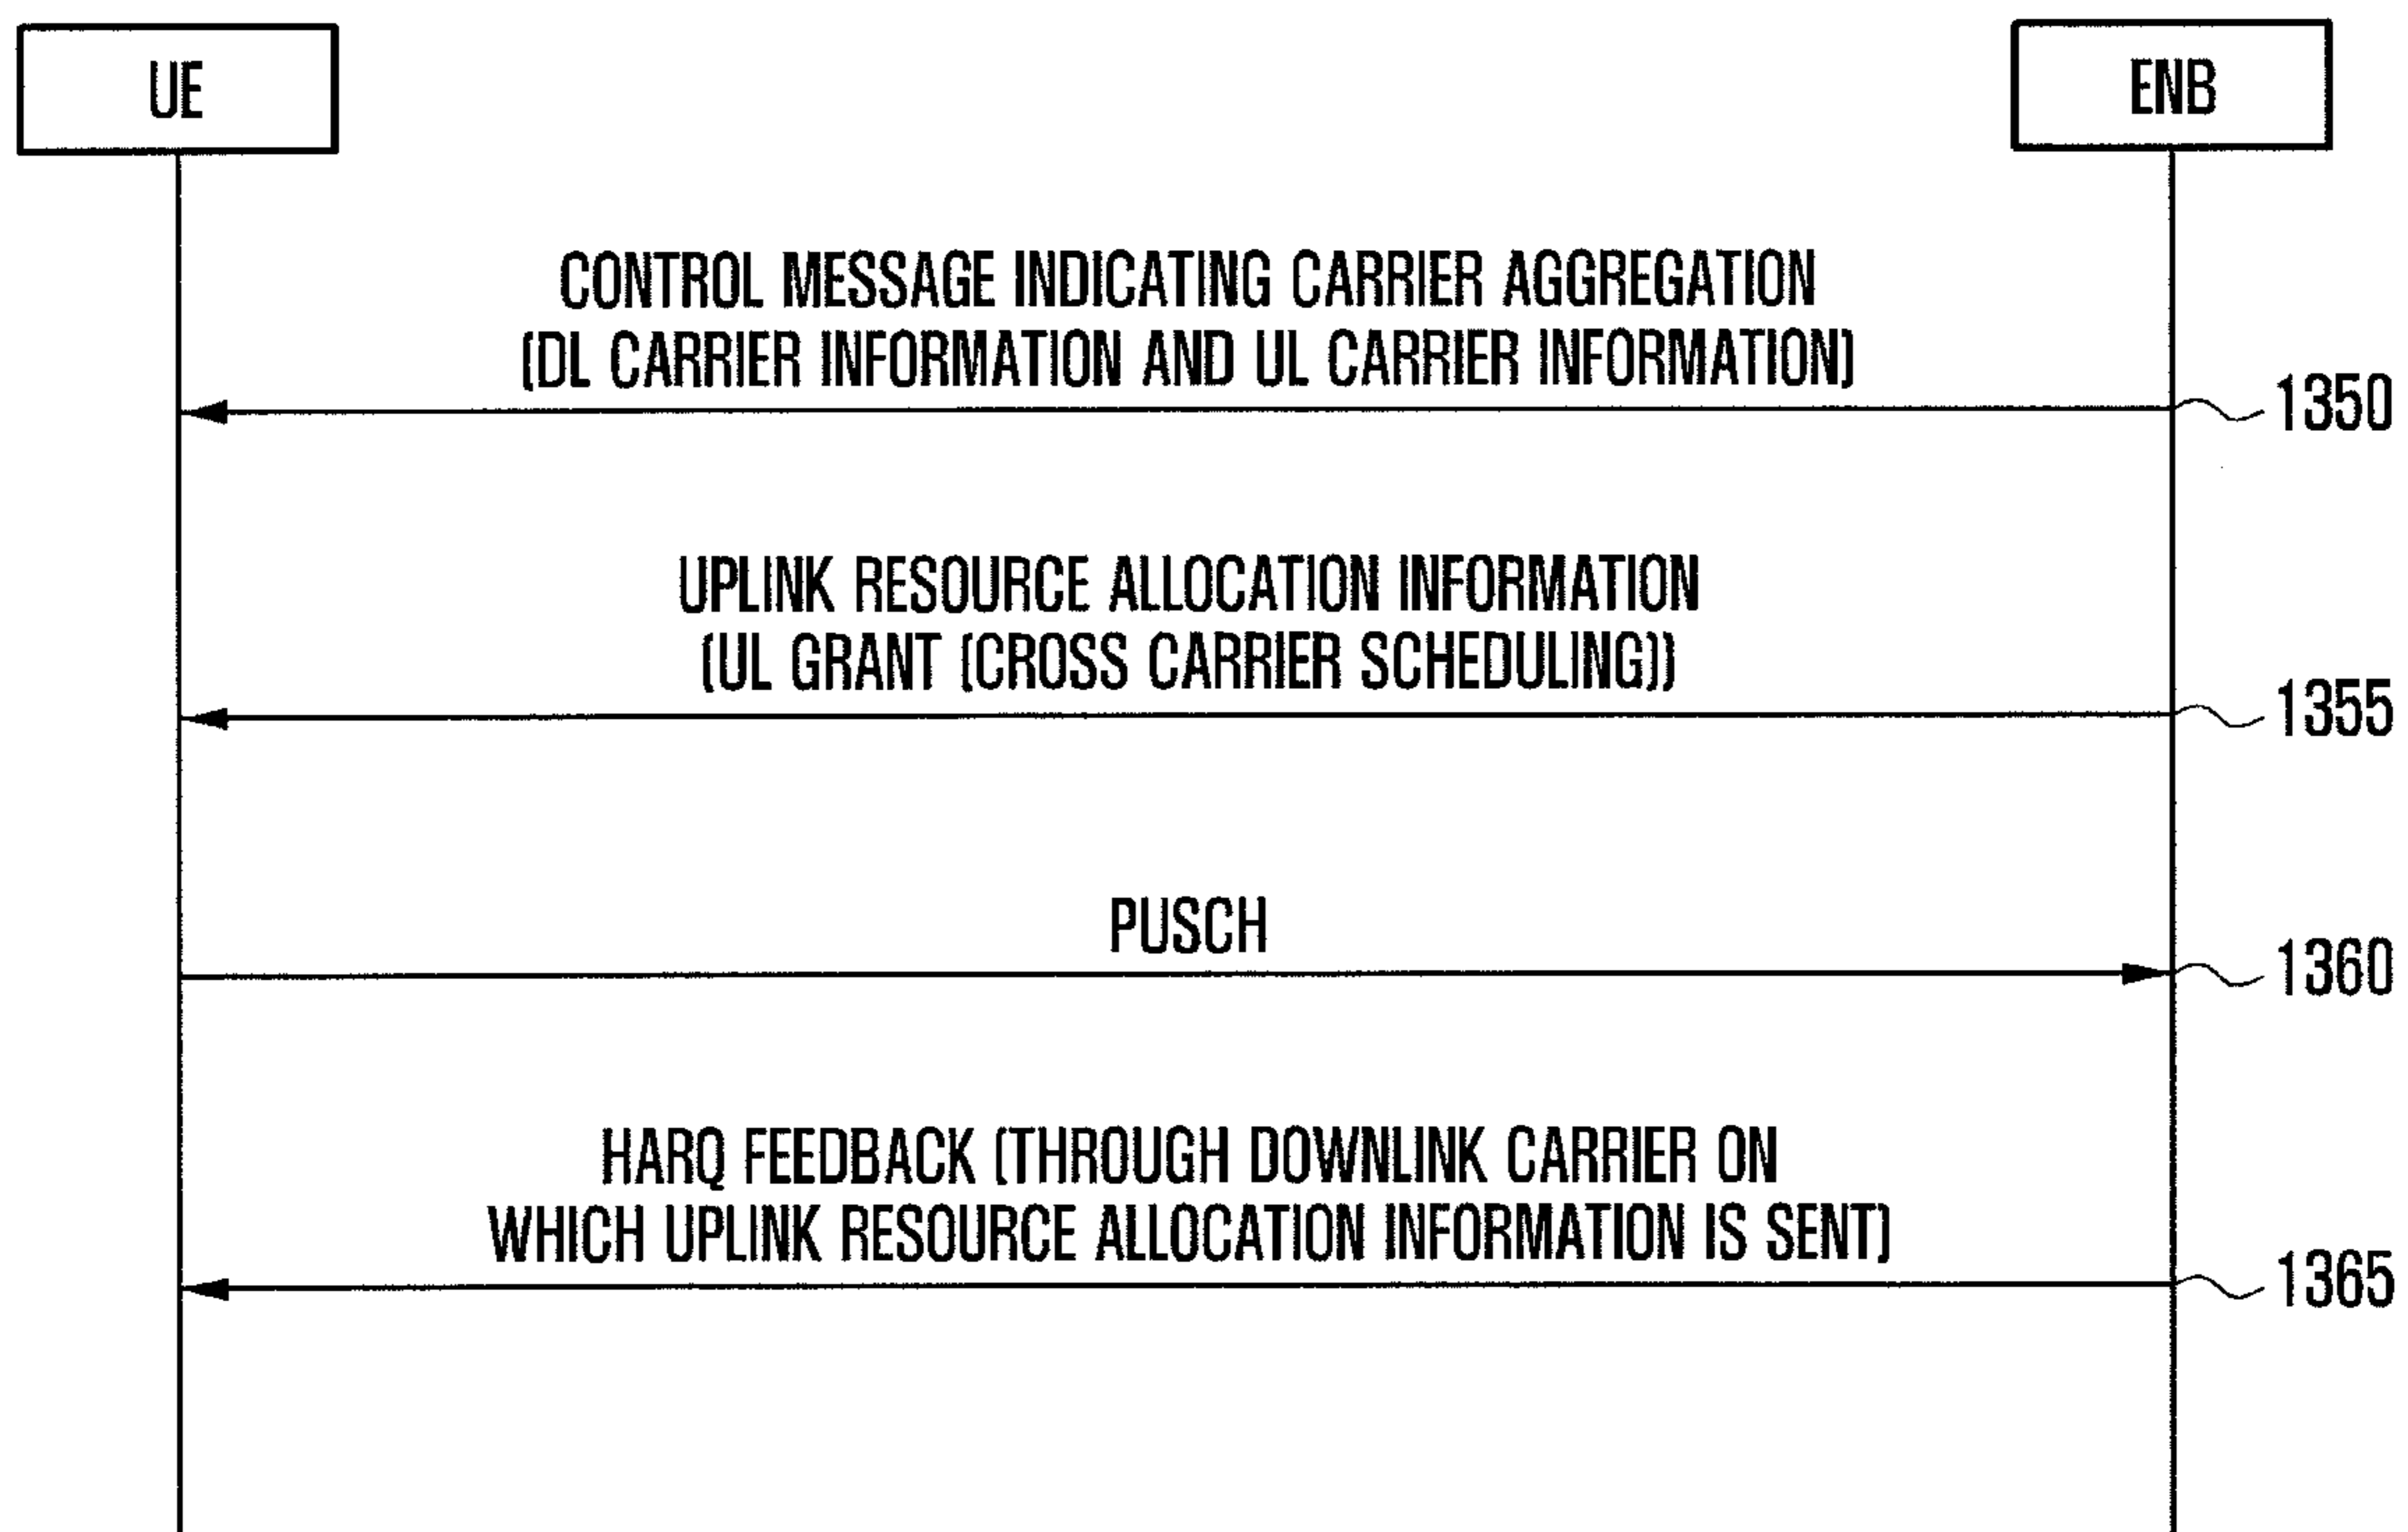 UE
ENB
CONTROL MESSAGE INDICATING CARRIER AGGREGATION
(DL CARRIER INFORMATION AND UL CARRIER INFORMATION)
1350
UPLINK RESOURCE ALLOCATION INFORMATION
(UL GRANT (CROSS CARRIER SCHEDULING))
1355
PUSCH
1360
HARQ FEEDBACK (THROUGH DOWNLINK CARRIER ON
WHICH UPLINK RESOURCE ALLOCATION INFORMATION IS SENT)
1365